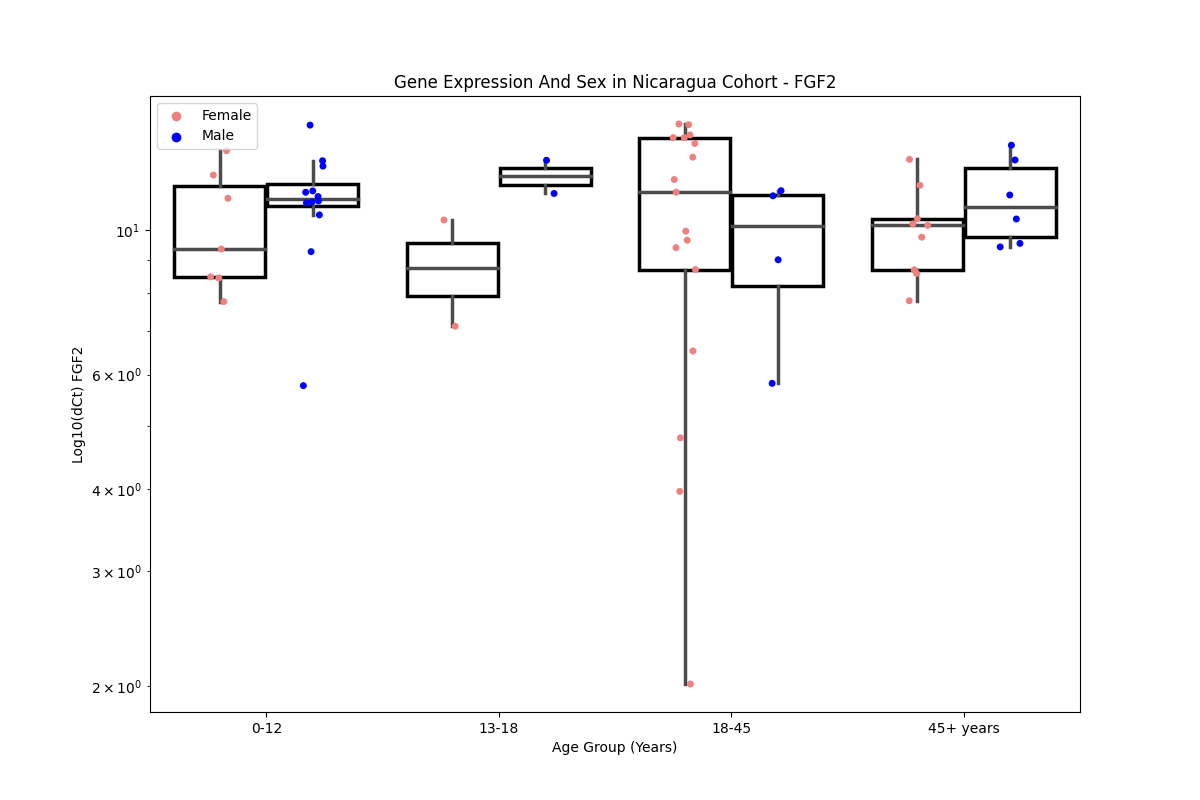 Gene Expression And Sex in Nicaragua Cohort - FGF2
Female
Male
Log10(dCt) FGF2
10¹
6 × 10⁰
4 × 10⁰
3 × 10⁰
2 × 10⁰
0-12
13-18
18-45
45+ years
Age Group (Years)